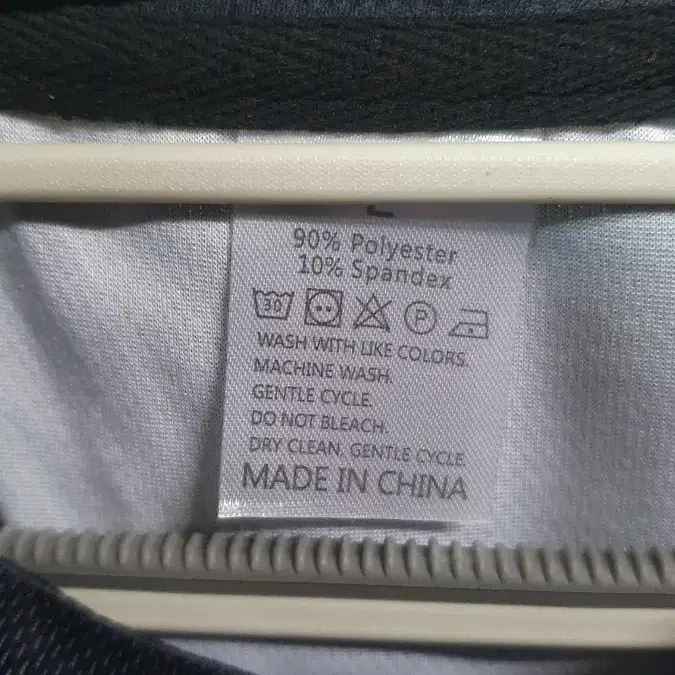 L
90% Polyester
10% Spandex
30 P
WASH WITH LIKE COLORS.
MACHINE WASH.
GENTLE CYCLE.
DO NOT BLEACH.
DRY CLEAN, GENTLE CYCLE.
MADE IN CHINA